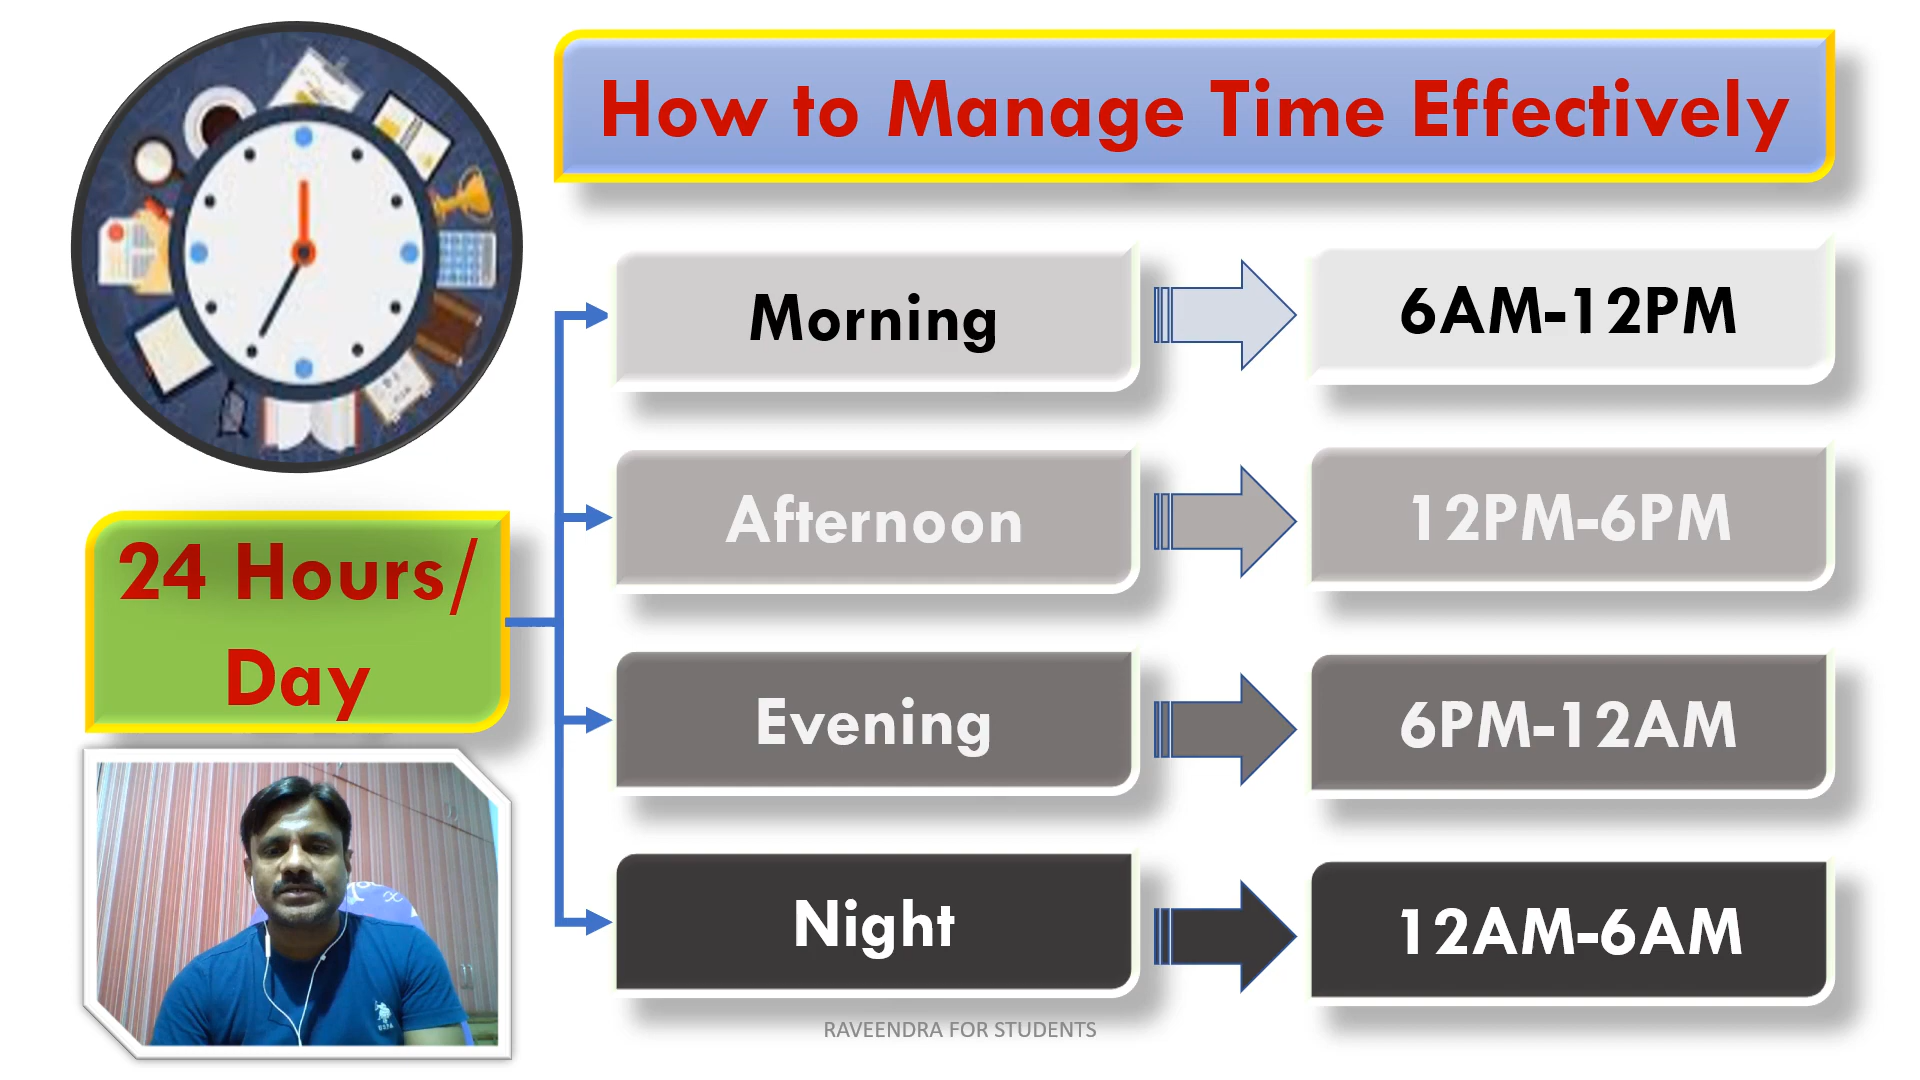 How to Manage Time Effectively
24 Hours/
Day
Morning
6AM-12PM
Afternoon
12PM-6PM
Evening
6PM-12AM
Night
12AM-6AM
RAVEENDRA FOR STUDENTS